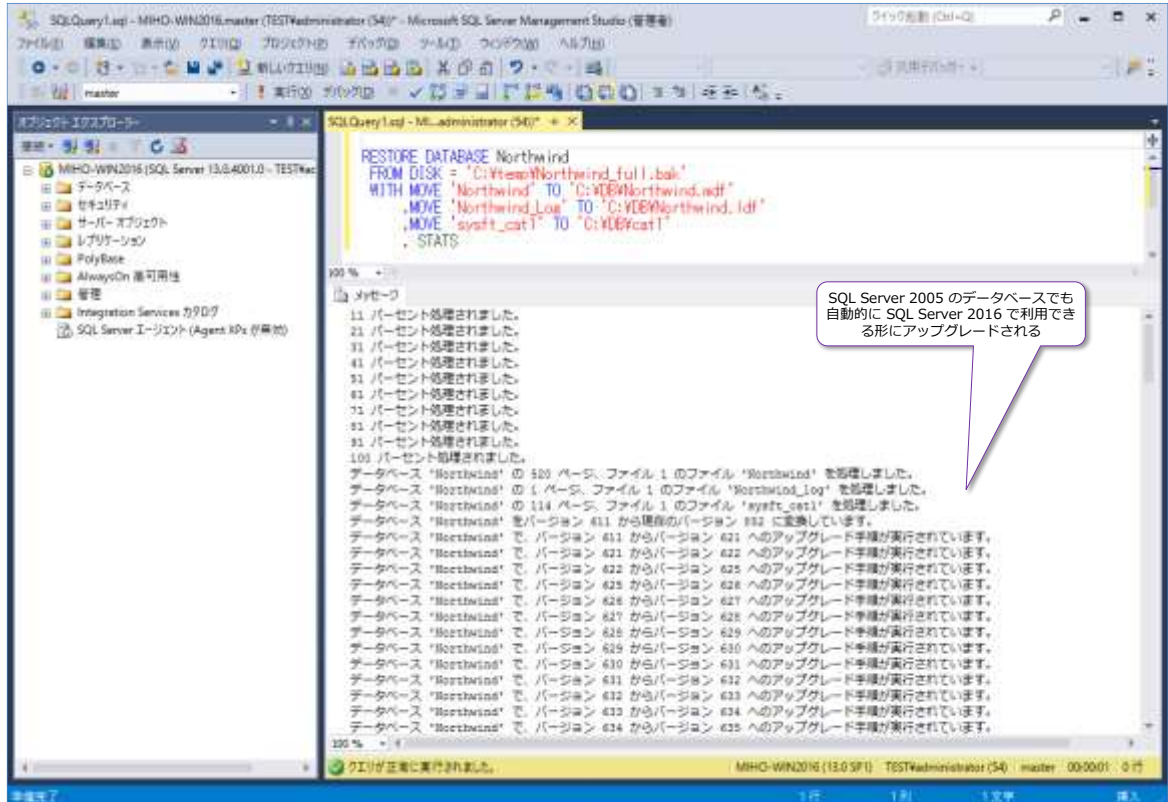 SQLQuery1.sql - MIHO-WIN2016.master (TEST¥administrator (54))* - Microsoft SQL Server Management Studio (管理者)
クイック起動 (Ctrl+Q)
ファイル(F) 編集(E) 表示(V) クエリ(Q) プロジェクト(P) デバッグ(D) ツール(T) ウィンドウ(W) ヘルプ(H)
新しいクエリ(N)
master
実行(X) デバッグ(D)
オブジェクト エクスプローラー
接続
MIHO-WIN2016 (SQL Server 13.0.4001.0 - TEST¥ac
データベース
セキュリティ
サーバー オブジェクト
レプリケーション
PolyBase
AlwaysOn 高可用性
管理
Integration Services カタログ
SQL Server エージェント (Agent XPs が無効)
SQLQuery1.sql - MI...administrator (54))*
RESTORE DATABASE Northwind
FROM DISK = 'C:¥temp¥Northwind_full.bak'
WITH MOVE 'Northwind' TO 'C:¥DB¥Northwind.mdf'
,MOVE 'Northwind_Log' TO 'C:¥DB¥Northwind.ldf'
,MOVE 'sysft_cat1' TO 'C:¥DB¥cat1'
, STATS
100 %
メッセージ
SQL Server 2005 のデータベースでも
自動的に SQL Server 2016 で利用でき
る形にアップグレードされる
11 パーセント処理されました。
21 パーセント処理されました。
31 パーセント処理されました。
41 パーセント処理されました。
51 パーセント処理されました。
61 パーセント処理されました。
71 パーセント処理されました。
81 パーセント処理されました。
91 パーセント処理されました。
100 パーセント処理されました。
データベース 'Northwind' の 520 ページ、ファイル 1 のファイル 'Northwind' を処理しました。
データベース 'Northwind' の 1 ページ、ファイル 1 のファイル 'Northwind_log' を処理しました。
データベース 'Northwind' の 114 ページ、ファイル 1 のファイル 'sysft_cat1' を処理しました。
データベース 'Northwind' をバージョン 611 から現在のバージョン 852 に変換しています。
データベース 'Northwind' で、バージョン 611 からバージョン 621 へのアップグレード手順が実行されています。
データベース 'Northwind' で、バージョン 621 からバージョン 622 へのアップグレード手順が実行されています。
データベース 'Northwind' で、バージョン 622 からバージョン 625 へのアップグレード手順が実行されています。
データベース 'Northwind' で、バージョン 625 からバージョン 626 へのアップグレード手順が実行されています。
データベース 'Northwind' で、バージョン 626 からバージョン 627 へのアップグレード手順が実行されています。
データベース 'Northwind' で、バージョン 627 からバージョン 628 へのアップグレード手順が実行されています。
データベース 'Northwind' で、バージョン 628 からバージョン 629 へのアップグレード手順が実行されています。
データベース 'Northwind' で、バージョン 629 からバージョン 630 へのアップグレード手順が実行されています。
データベース 'Northwind' で、バージョン 630 からバージョン 631 へのアップグレード手順が実行されています。
データベース 'Northwind' で、バージョン 631 からバージョン 632 へのアップグレード手順が実行されています。
データベース 'Northwind' で、バージョン 632 からバージョン 633 へのアップグレード手順が実行されています。
データベース 'Northwind' で、バージョン 633 からバージョン 634 へのアップグレード手順が実行されています。
データベース 'Northwind' で、バージョン 634 からバージョン 635 へのアップグレード手順が実行されています。
100 %
クエリが正常に実行されました。
MIHO-WIN2016 (13.0 SP1) TEST¥administrator (54) master 00:00:01 0 行
準備完了
1 行 1 列 1 文字 挿入